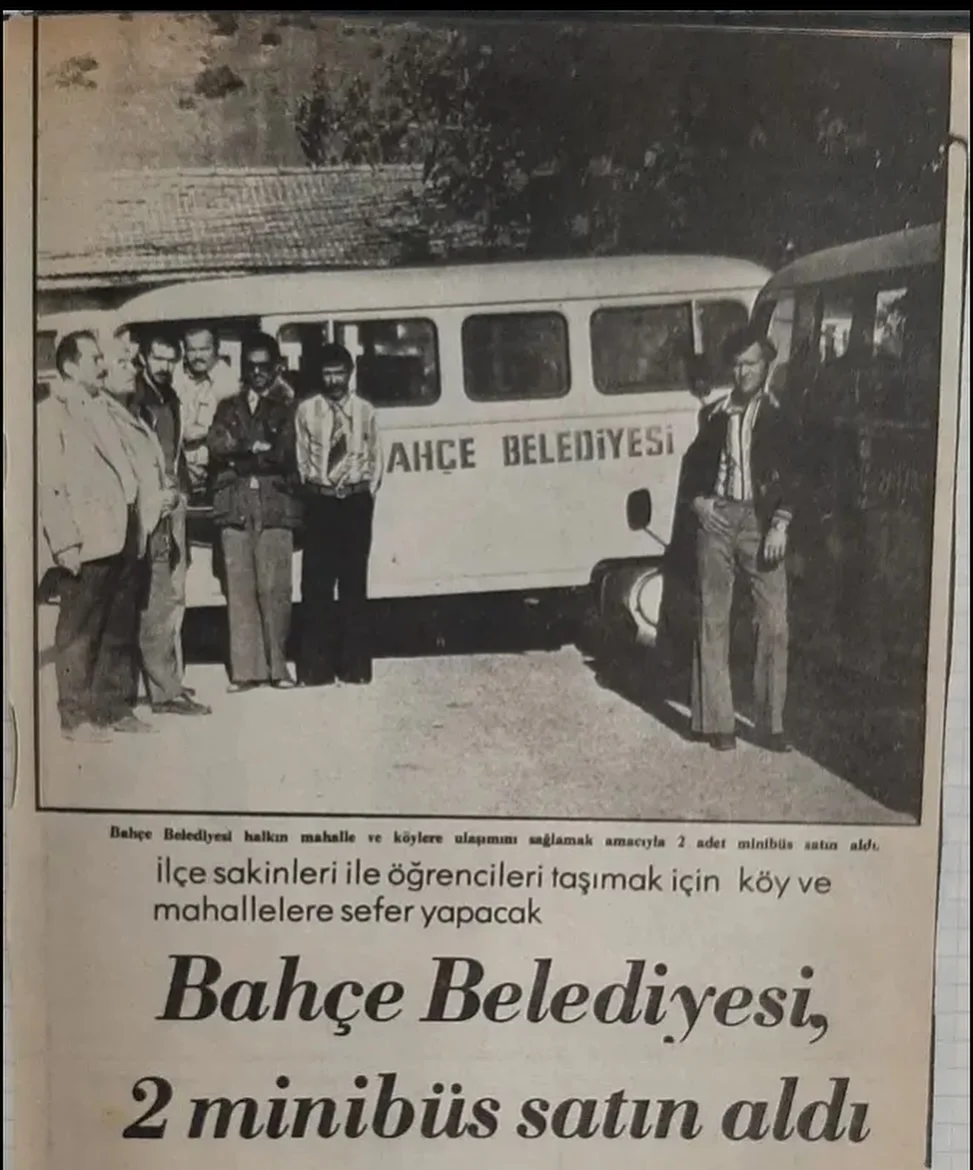 AHÇE BELEDİYESİ
Bahçe Belediyesi halkın mahalle ve köylere ulaşımını sağlamak amacıyla 2 adet minibüs satın aldı.
İlçe sakinleri ile öğrencileri taşımak için köy ve
mahallelere sefer yapacak
Bahçe Belediyesi,
2 minibüs satın aldı